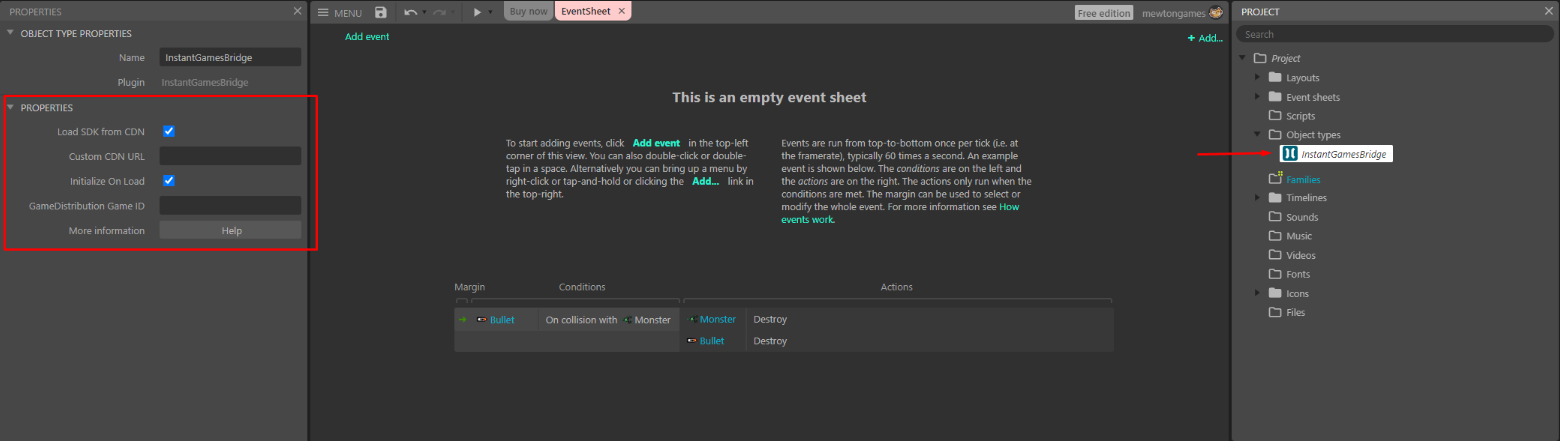 PROPERTIES
OBJECT TYPE PROPERTIES
Name InstantGamesBridge
Plugin InstantGamesBridge
PROPERTIES
Load SDK from CDN
Custom CDN URL
Initialize On Load
GameDistribution Game ID
More information Help
MENU
Buy now EventSheet
Free edition mewtongames
Add event
+ Add...
This is an empty event sheet
To start adding events, click Add event in the top-left
corner of this view. You can also double-click or double-
tap in a space. Alternatively you can bring up a menu by
right-click or tap-and-hold or clicking the Add... link in
the top-right.
Events are run from top-to-bottom once per tick (i.e. at
the framerate), typically 60 times a second. An example
event is shown below. The conditions are on the left and
the actions are on the right. The actions only run when the
conditions are met. The margin can be used to select or
modify the whole event. For more information see How
events work.
Margin Conditions Actions
Bullet On collision with Monster Monster Destroy
Bullet Destroy
PROJECT
Search
Project
Layouts
Event sheets
Scripts
Object types
InstantGamesBridge
Families
Timelines
Sounds
Music
Videos
Fonts
Icons
Files